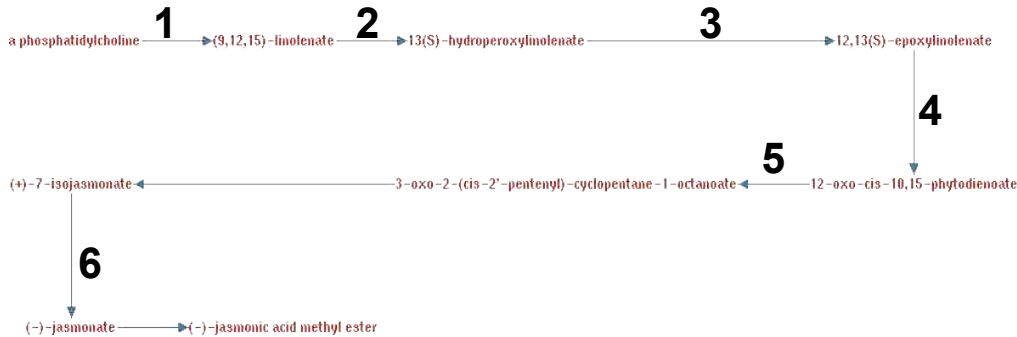 1 2 3
a phosphatidylcholine (9,12,15)-linolenate 13(S)-hydroperoxylinolenate 12,13(S)-epoxylinolenate
4
5
(+)-7-isojasmonate 3-oxo-2-(cis-2'-pentenyl)-cyclopentane-1-octanoate 12-oxo-cis-10,15-phytodienoate
6
(-)-jasmonate (-)-jasmonic acid methyl ester